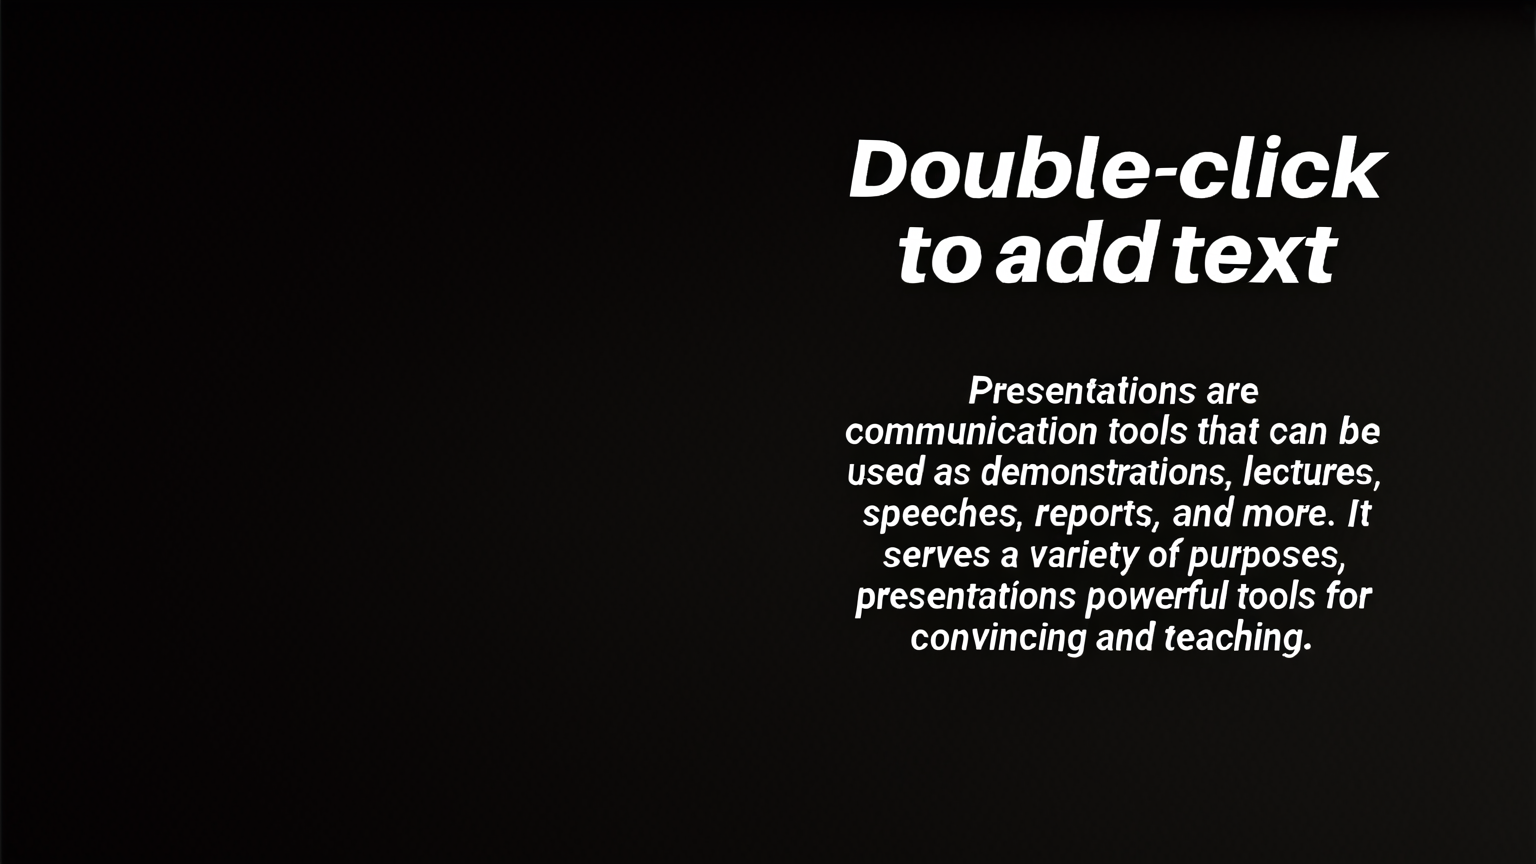 Double-click
to add text
Presentations are
communication tools that can be
used as demonstrations, lectures,
speeches, reports, and more. It
serves a variety of purposes,
presentations powerful tools for
convincing and teaching.